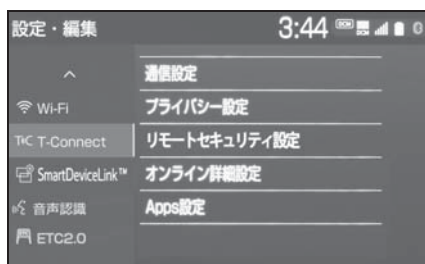 設定・編集
3:44
DCM
Wi-Fi
T-Connect
SmartDeviceLink™
音声認識
ETC2.0
通信設定
プライバシー設定
リモートセキュリティ設定
オンライン詳細設定
Apps設定